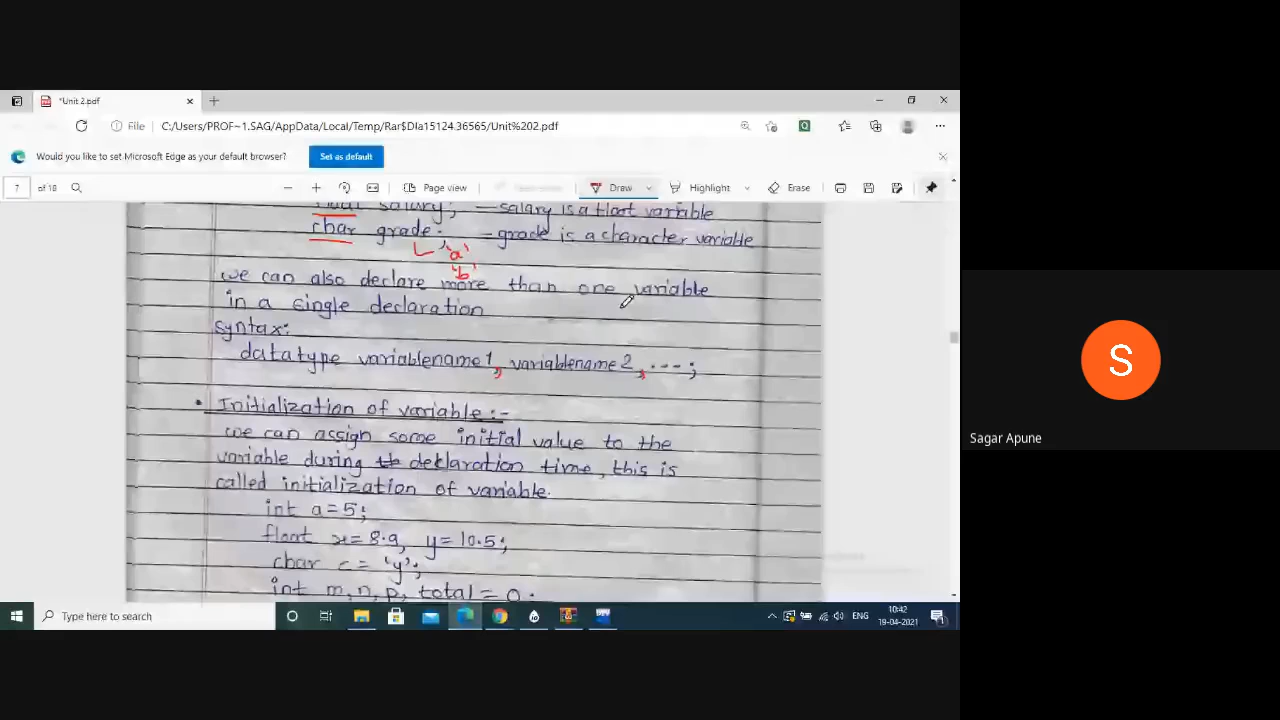 *Unit 2.pdf
File
C:/Users/PROF~1.SAG/AppData/Local/Temp/Rar$DIa15124.36565/Unit%202.pdf
Would you like to set Microsoft Edge as your default browser?
Set as default
7 of 18
Page view
Draw
Highlight
Erase
float salary; — salary is a float variable
char grade; — grade is a character variable
'a'
'b'
we can also declare more than one variable
in a single declaration
syntax:
datatype variablename1, variablename2, ----;
• Initialization of variable :-
we can assign some initial value to the
variable during declaration time, this is
called initialization of variable.
int a=5;
float x= 8.9, y= 10.5;
char c = 'y';
int m, n, p, total = 0;
Type here to search
ENG
10:42
19-04-2021
S
Sagar Apune